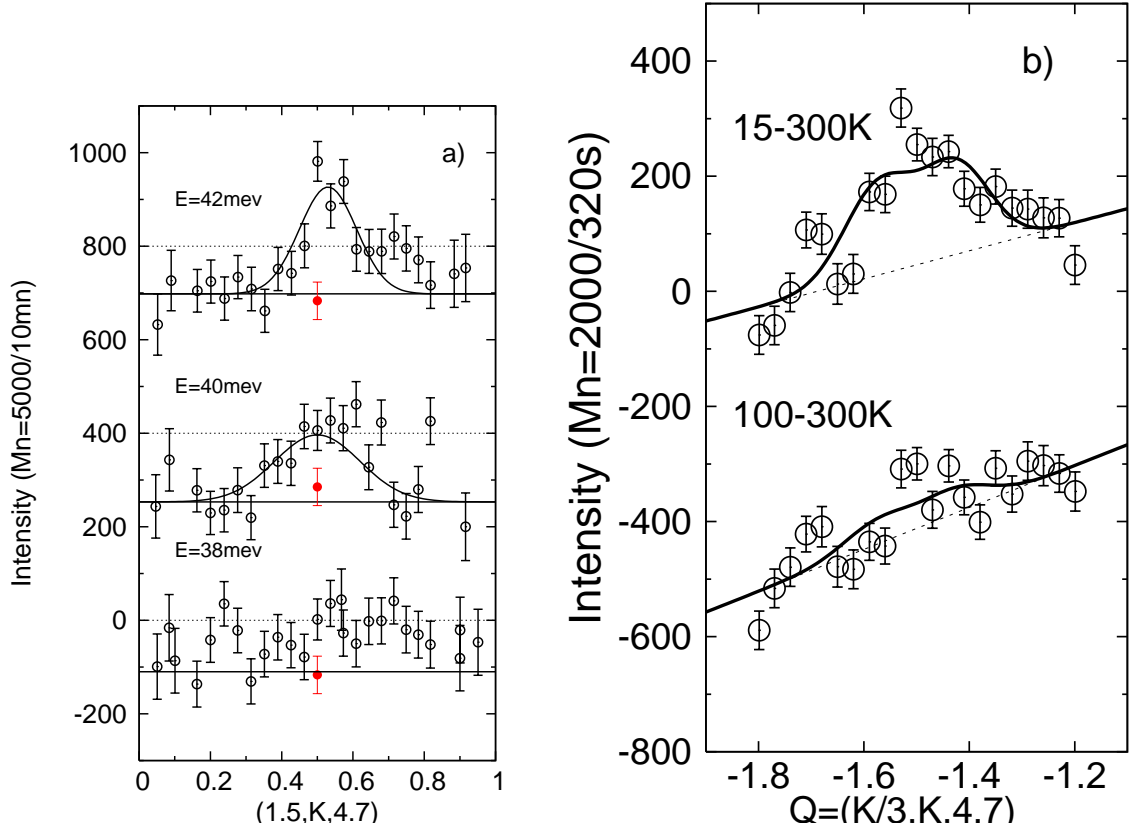 a)
1000
E=42mev
800
600
E=40mev
400
200
E=38mev
0
-200
0 0.2 0.4 0.6 0.8 1
(1.5,K,4.7)
Intensity (Mn=5000/10mn)
b)
400
15-300K
200
0
-200
100-300K
-400
-600
-800
-1.8 -1.6 -1.4 -1.2
Q=(K/3,K,4.7)
Intensity (Mn=2000/320s)